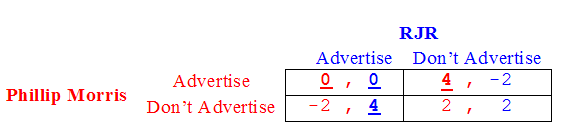 RJR
Advertise Don't Advertise
Advertise 0 , 0 4 , -2
Phillip Morris
Don't Advertise -2 , 4 2 , 2